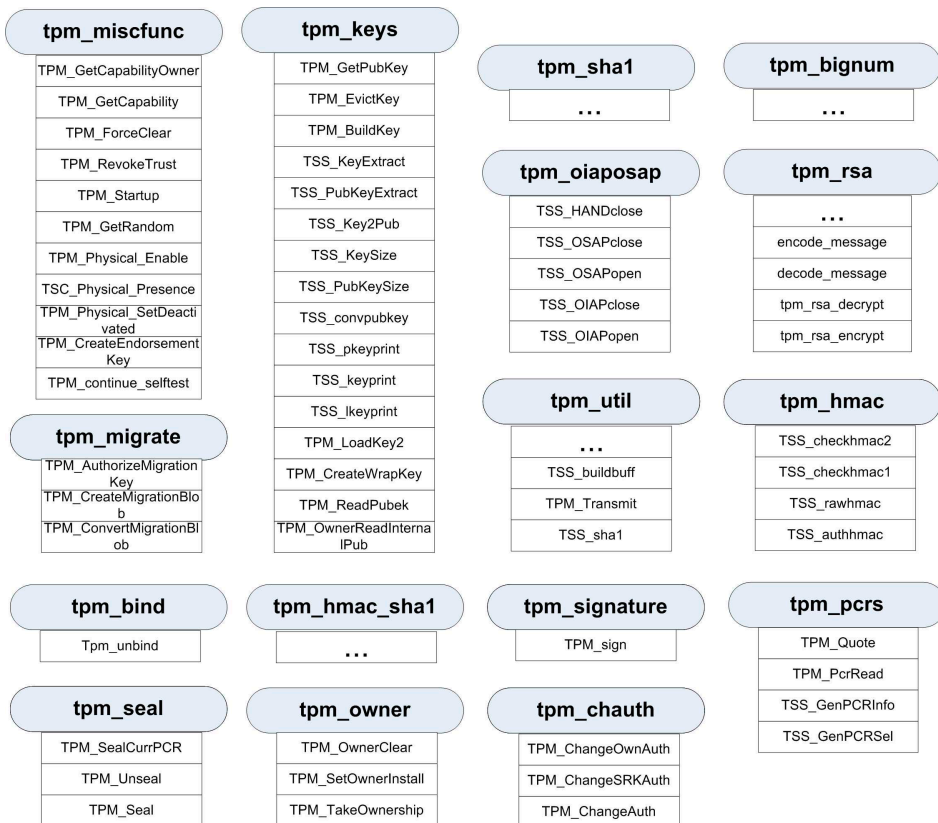 tpm_miscfunc
TPM_GetCapabilityOwner
TPM_GetCapability
TPM_ForceClear
TPM_RevokeTrust
TPM_Startup
TPM_GetRandom
TPM_Physical_Enable
TSC_Physical_Presence
TPM_Physical_SetDeacti
vated
TPM_CreateEndorsement
Key
TPM_continue_selftest
tpm_keys
TPM_GetPubKey
TPM_EvictKey
TPM_BuildKey
TSS_KeyExtract
TSS_PubKeyExtract
TSS_Key2Pub
TSS_KeySize
TSS_PubKeySize
TSS_convpubkey
TSS_pkeyprint
TSS_keyprint
TSS_lkeyprint
TPM_LoadKey2
TPM_CreateWrapKey
TPM_ReadPubek
TPM_OwnerReadInterna
lPub
tpm_sha1
...
tpm_bignum
...
tpm_oiaposap
TSS_HANDclose
TSS_OSAPclose
TSS_OSAPopen
TSS_OIAPclose
TSS_OIAPopen
tpm_rsa
...
encode_message
decode_message
tpm_rsa_decrypt
tpm_rsa_encrypt
tpm_migrate
TPM_AuthorizeMigration
Key
TPM_CreateMigrationBlo
b
TPM_ConvertMigrationBl
ob
tpm_util
...
TSS_buildbuff
TPM_Transmit
TSS_sha1
tpm_hmac
TSS_checkhmac2
TSS_checkhmac1
TSS_rawhmac
TSS_authhmac
tpm_bind
Tpm_unbind
tpm_hmac_sha1
...
tpm_signature
TPM_sign
tpm_pcrs
TPM_Quote
TPM_PcrRead
TSS_GenPCRInfo
TSS_GenPCRSel
tpm_seal
TPM_SealCurrPCR
TPM_Unseal
TPM_Seal
tpm_owner
TPM_OwnerClear
TPM_SetOwnerInstall
TPM_TakeOwnership
tpm_chauth
TPM_ChangeOwnAuth
TPM_ChangeSRKAuth
TPM_ChangeAuth